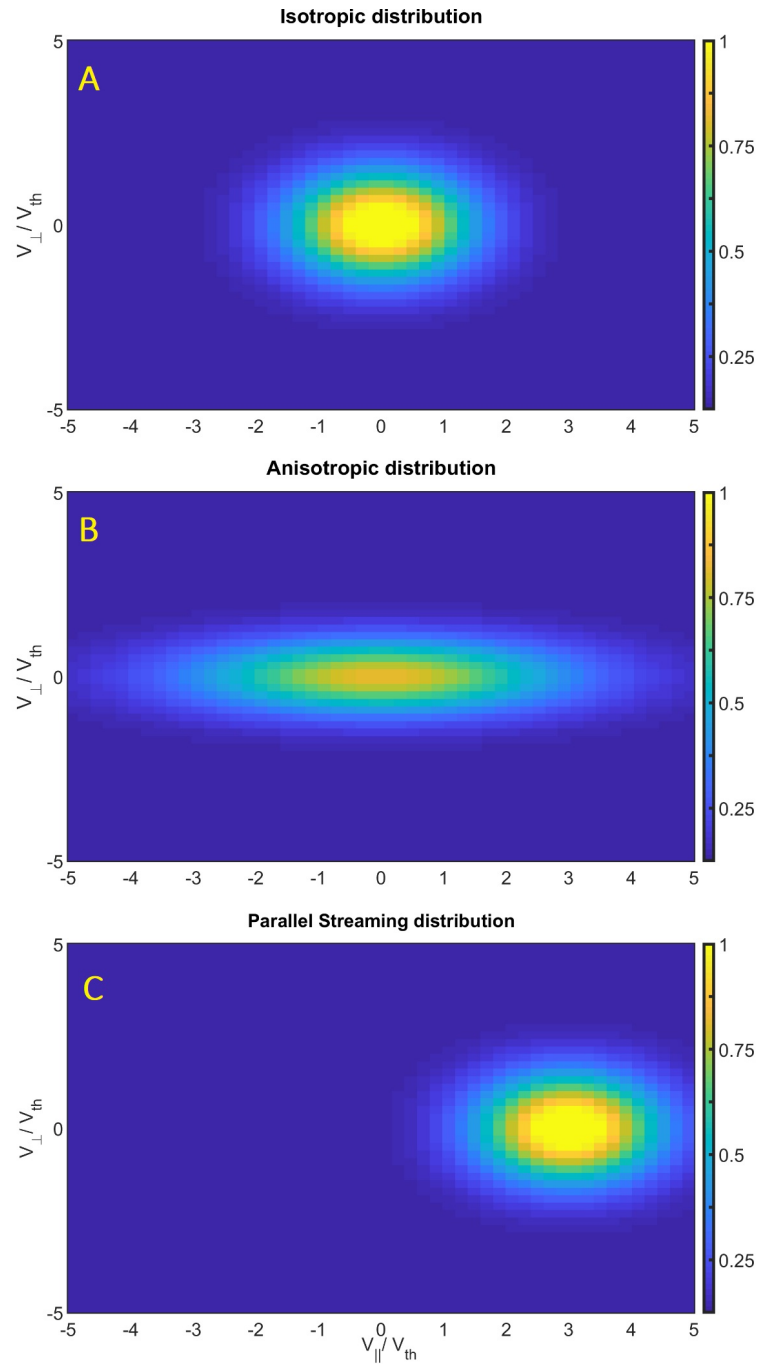 Isotropic distribution
A
5
0
-5
V⊥/ Vth
-5 -4 -3 -2 -1 0 1 2 3 4 5
1
0.75
0.5
0.25
Anisotropic distribution
B
5
0
-5
V⊥/ Vth
-5 -4 -3 -2 -1 0 1 2 3 4 5
1
0.75
0.5
0.25
Parallel Streaming distribution
C
5
0
-5
V⊥/ Vth
-5 -4 -3 -2 -1 0 1 2 3 4 5
V||/ Vth
1
0.75
0.5
0.25